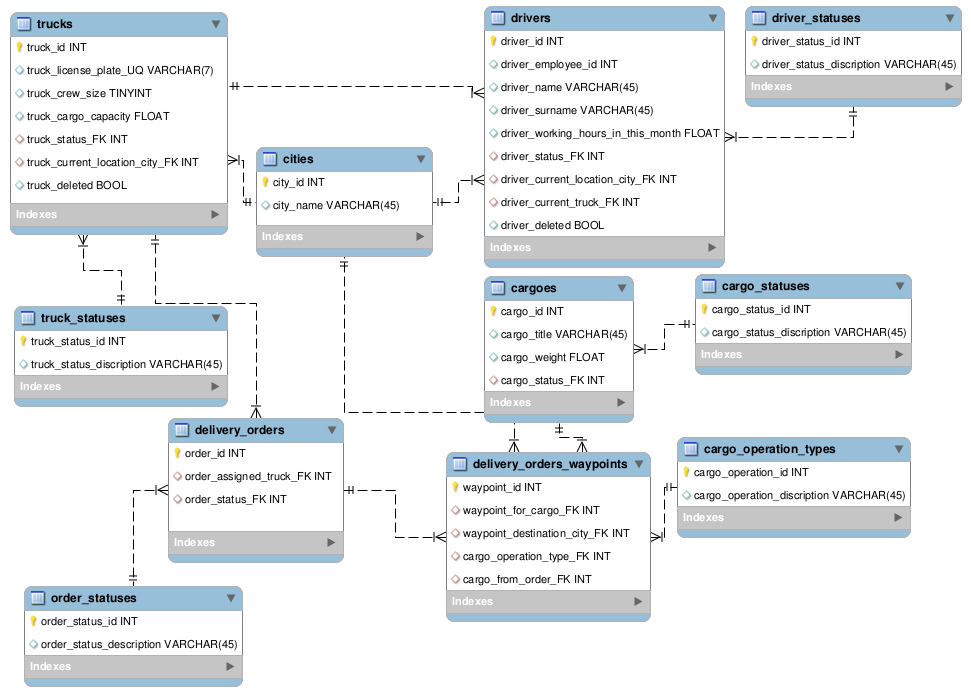 trucks
truck_id INT
truck_license_plate_UQ VARCHAR(7)
truck_crew_size TINYINT
truck_cargo_capacity FLOAT
truck_status_FK INT
truck_current_location_city_FK INT
truck_deleted BOOL
Indexes
drivers
driver_id INT
driver_employee_id INT
driver_name VARCHAR(45)
driver_surname VARCHAR(45)
driver_working_hours_in_this_month FLOAT
driver_status_FK INT
driver_current_location_city_FK INT
driver_current_truck_FK INT
driver_deleted BOOL
Indexes
driver_statuses
driver_status_id INT
driver_status_discription VARCHAR(45)
Indexes
cities
city_id INT
city_name VARCHAR(45)
Indexes
truck_statuses
truck_status_id INT
truck_status_discription VARCHAR(45)
Indexes
cargoes
cargo_id INT
cargo_title VARCHAR(45)
cargo_weight FLOAT
cargo_status_FK INT
Indexes
cargo_statuses
cargo_status_id INT
cargo_status_discription VARCHAR(45)
Indexes
delivery_orders
order_id INT
order_assigned_truck_FK INT
order_status_FK INT
Indexes
delivery_orders_waypoints
waypoint_id INT
waypoint_for_cargo_FK INT
waypoint_destination_city_FK INT
cargo_operation_type_FK INT
cargo_from_order_FK INT
Indexes
cargo_operation_types
cargo_operation_id INT
cargo_operation_discription VARCHAR(45)
Indexes
order_statuses
order_status_id INT
order_status_description VARCHAR(45)
Indexes